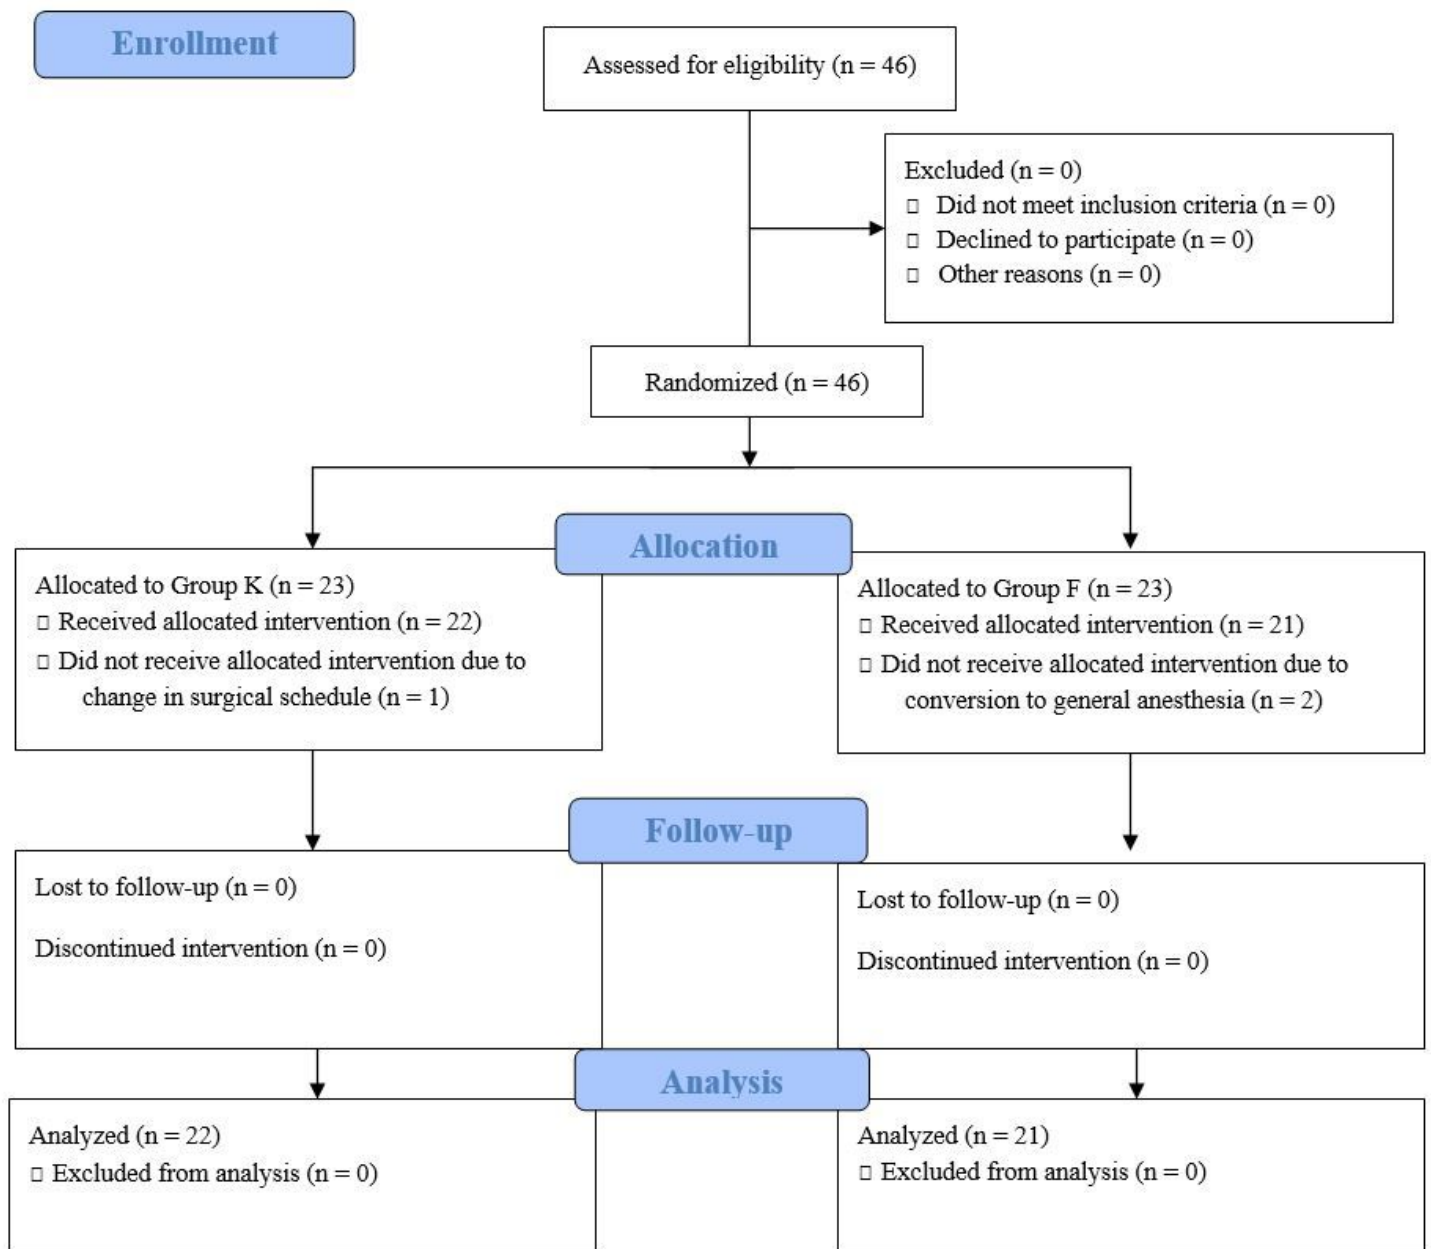 Enrollment
Assessed for eligibility (n = 46)
Excluded (n = 0)
▯ Did not meet inclusion criteria (n = 0)
▯ Declined to participate (n = 0)
▯ Other reasons (n = 0)
Randomized (n = 46)
Allocation
Allocated to Group K (n = 23)
▯ Received allocated intervention (n = 22)
▯ Did not receive allocated intervention due to
change in surgical schedule (n = 1)
Allocated to Group F (n = 23)
▯ Received allocated intervention (n = 21)
▯ Did not receive allocated intervention due to
conversion to general anesthesia (n = 2)
Follow-up
Lost to follow-up (n = 0)
Discontinued intervention (n = 0)
Lost to follow-up (n = 0)
Discontinued intervention (n = 0)
Analysis
Analyzed (n = 22)
▯ Excluded from analysis (n = 0)
Analyzed (n = 21)
▯ Excluded from analysis (n = 0)